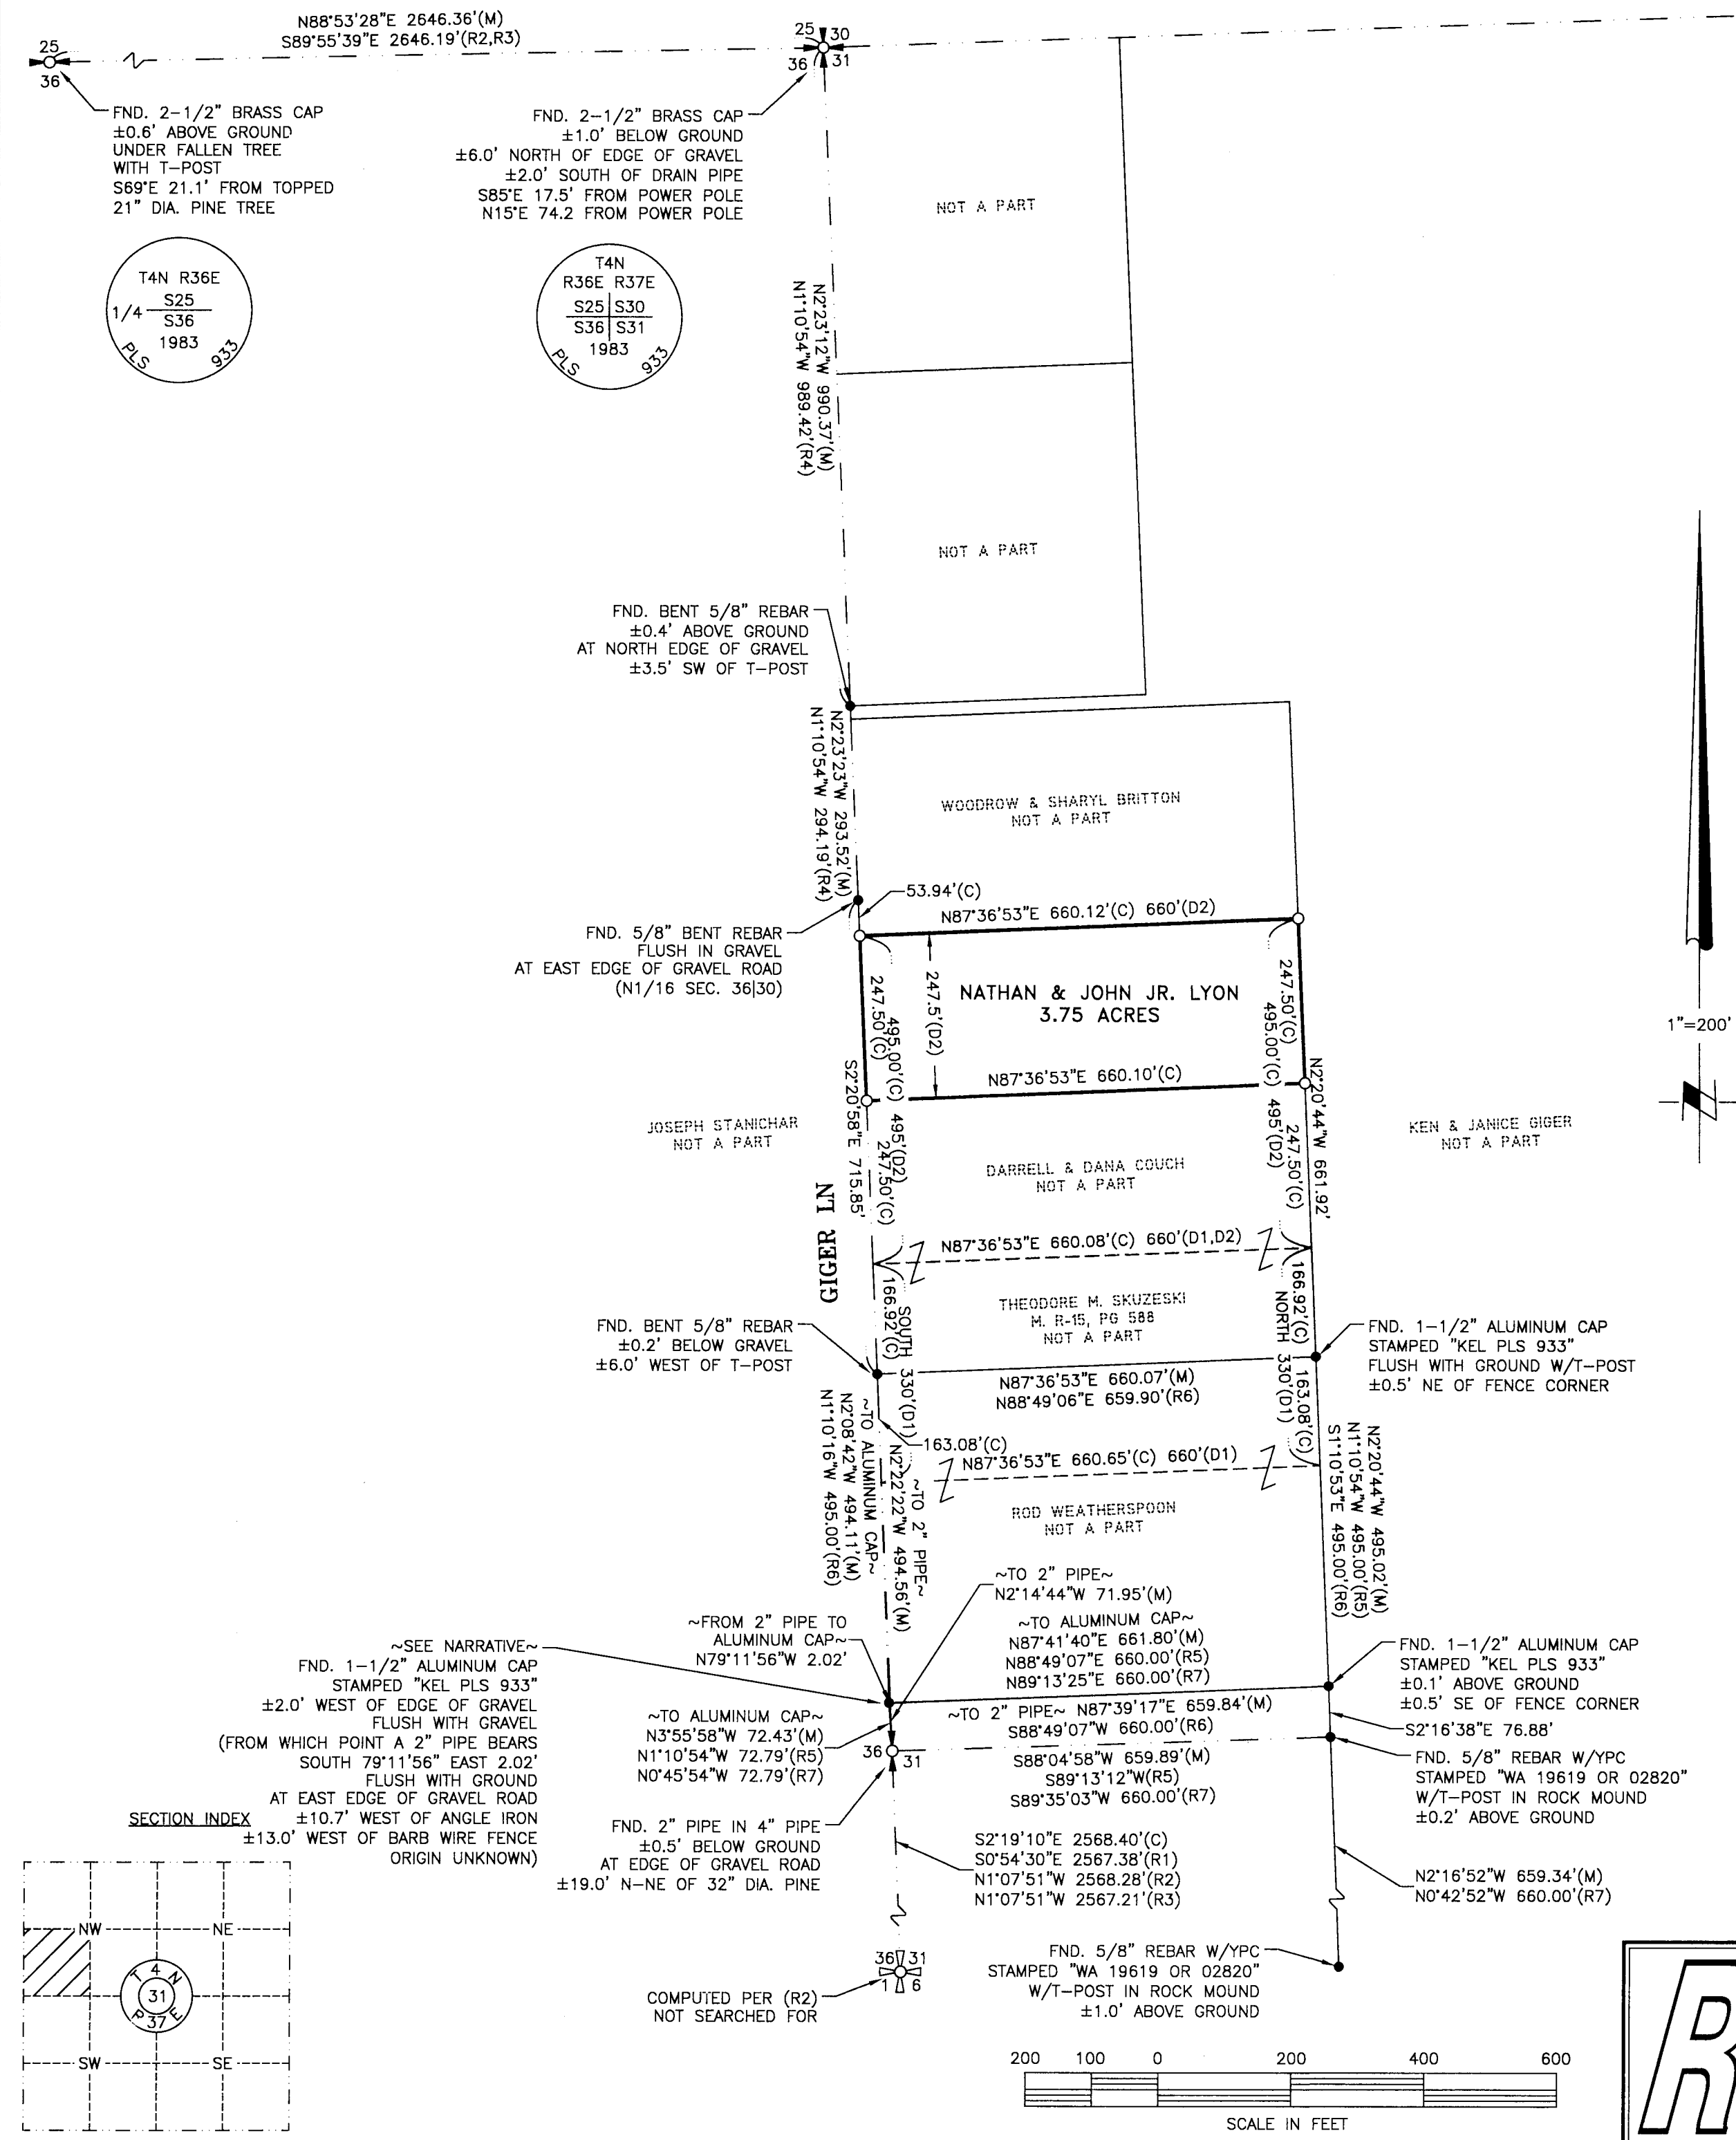 N88°53'28"E 2646.36'(M)
S89°55'39"E 2646.19'(R2,R3)
25
36
25 30
36 31
FND. 2-1/2" BRASS CAP
±0.6' ABOVE GROUND
UNDER FALLEN TREE
WITH T-POST
S69°E 21.1' FROM TOPPED
21" DIA. PINE TREE
FND. 2-1/2" BRASS CAP
±1.0' BELOW GROUND
±6.0' NORTH OF EDGE OF GRAVEL
±2.0' SOUTH OF DRAIN PIPE
S85°E 17.5' FROM POWER POLE
N15°E 74.2 FROM POWER POLE
T4N R36E
1/4 S25
S36
1983
PLS 933
T4N
R36E R37E
S25 S30
S36 S31
1983
PLS 933
NOT A PART
N2°23'12"W 990.37'(M)
N1°10'54"W 989.42'(R4)
NOT A PART
FND. BENT 5/8" REBAR
±0.4' ABOVE GROUND
AT NORTH EDGE OF GRAVEL
±3.5' SW OF T-POST
N2°23'23"W 293.52'(M)
N1°10'54"W 294.19'(R4)
WOODROW & SHARYL BRITTON
NOT A PART
53.94'(C)
N87°36'53"E 660.12'(C) 660'(D2)
FND. 5/8" BENT REBAR
FLUSH IN GRAVEL
AT EAST EDGE OF GRAVEL ROAD
(N1/16 SEC. 36|30)
247.50'(C)
495.00'(C) 495'(D2)
247.5'(D2)
NATHAN & JOHN JR. LYON
3.75 ACRES
247.50'(C)
495.00'(C) 495'(D2)
1"=200'
N87°36'53"E 660.10'(C)
S2°20'58"E 715.85'
N2°20'44"W 661.92'
JOSEPH STANICHAR
NOT A PART
KEN & JANICE GIGER
NOT A PART
247.50'(C)
DARRELL & DANA COUCH
NOT A PART
247.50'(C)
GIGER LN
N87°36'53"E 660.08'(C) 660'(D1,D2)
166.92'(C)
SOUTH 330'(D1)
THEODORE M. SKUZESKI
M. R-15, PG 588
NOT A PART
166.92'(C)
NORTH 330'(D1)
FND. BENT 5/8" REBAR
±0.2' BELOW GRAVEL
±6.0' WEST OF T-POST
FND. 1-1/2" ALUMINUM CAP
STAMPED "KEL PLS 933"
FLUSH WITH GROUND W/T-POST
±0.5' NE OF FENCE CORNER
N87°36'53"E 660.07'(M)
N88°49'06"E 659.90'(R6)
163.08'(C)
163.08'(C)
~TO ALUMINUM CAP~
N2°08'42"W 494.11'(M)
N1°10'16"W 495.00'(R6)
~TO 2" PIPE~
N2°22'22"W 494.56'(M)
N87°36'53"E 660.65'(C) 660'(D1)
N2°20'44"W 495.02'(M)
N1°10'54"W 495.00'(R5)
S1°10'53"E 495.00'(R6)
ROD WEATHERSPOON
NOT A PART
~TO 2" PIPE~
N2°14'44"W 71.95'(M)
~FROM 2" PIPE TO
ALUMINUM CAP~
N79°11'56"W 2.02'
~TO ALUMINUM CAP~
N87°41'40"E 661.80'(M)
N88°49'07"E 660.00'(R5)
N89°13'25"E 660.00'(R7)
~SEE NARRATIVE~
FND. 1-1/2" ALUMINUM CAP
STAMPED "KEL PLS 933"
±2.0' WEST OF EDGE OF GRAVEL
FLUSH WITH GRAVEL
(FROM WHICH POINT A 2" PIPE BEARS
SOUTH 79°11'56" EAST 2.02'
FLUSH WITH GROUND
AT EAST EDGE OF GRAVEL ROAD
±10.7' WEST OF ANGLE IRON
±13.0' WEST OF BARB WIRE FENCE
ORIGIN UNKNOWN)
FND. 1-1/2" ALUMINUM CAP
STAMPED "KEL PLS 933"
±0.1' ABOVE GROUND
±0.5' SE OF FENCE CORNER
~TO ALUMINUM CAP~
N3°55'58"W 72.43'(M)
N1°10'54"W 72.79'(R5)
N0°45'54"W 72.79'(R7)
~TO 2" PIPE~ N87°39'17"E 659.84'(M)
S88°49'07"W 660.00'(R6)
S2°16'38"E 76.88'
36 31
S88°04'58"W 659.89'(M)
S89°13'12"W(R5)
S89°35'03"W 660.00'(R7)
FND. 5/8" REBAR W/YPC
STAMPED "WA 19619 OR 02820"
W/T-POST IN ROCK MOUND
±0.2' ABOVE GROUND
FND. 2" PIPE IN 4" PIPE
±0.5' BELOW GROUND
AT EDGE OF GRAVEL ROAD
±19.0' N-NE OF 32" DIA. PINE
S2°19'10"E 2568.40'(C)
S0°54'30"E 2567.38'(R1)
N1°07'51"W 2568.28'(R2)
N1°07'51"W 2567.21'(R3)
N2°16'52"W 659.34'(M)
N0°42'52"W 660.00'(R7)
SECTION INDEX
NW NE
T 4 N
31
R 37 E
SW SE
36 31
1 6
COMPUTED PER (R2)
NOT SEARCHED FOR
FND. 5/8" REBAR W/YPC
STAMPED "WA 19619 OR 02820"
W/T-POST IN ROCK MOUND
±1.0' ABOVE GROUND
200 100 0 200 400 600
SCALE IN FEET
R